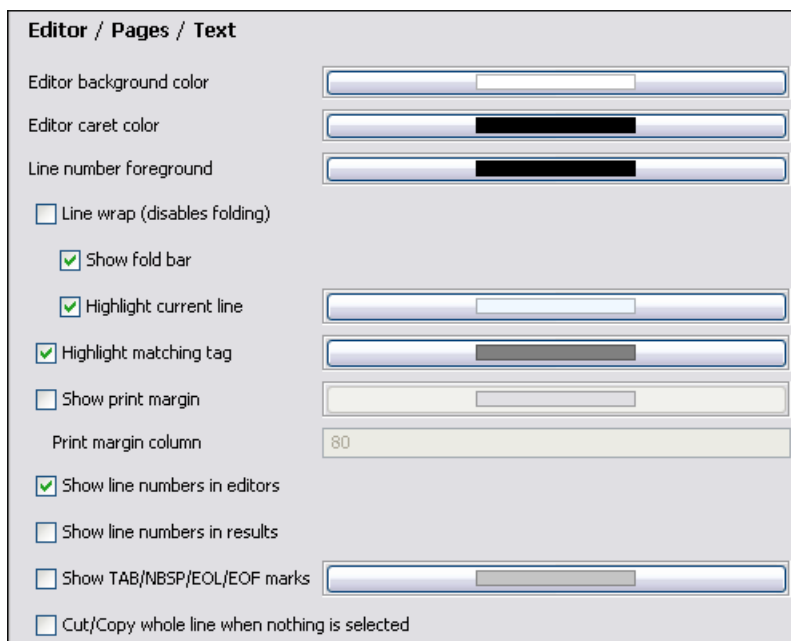 Editor / Pages / Text
Editor background color
Editor caret color
Line number foreground
Line wrap (disables folding)
Show fold bar
Highlight current line
Highlight matching tag
Show print margin
Print margin column 80
Show line numbers in editors
Show line numbers in results
Show TAB/NBSP/EOL/EOF marks
Cut/Copy whole line when nothing is selected